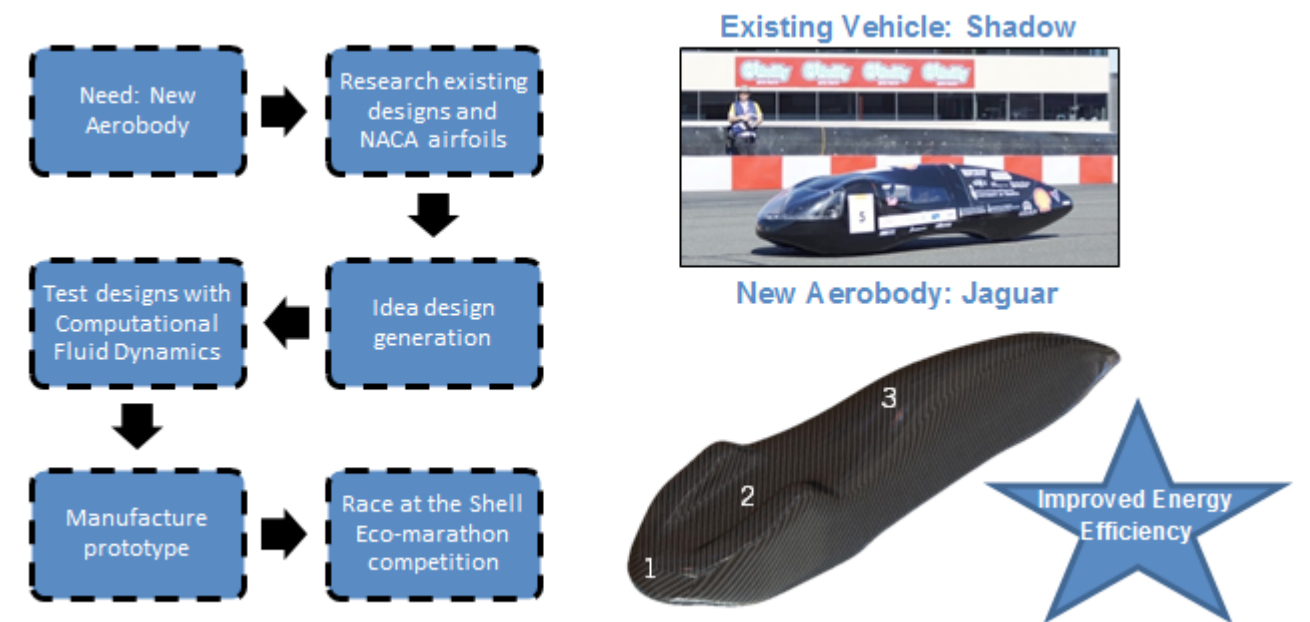 Need: New
Aerobody
Research existing
designs and
NACA airfoils
Idea design
generation
Test designs with
Computational
Fluid Dynamics
Manufacture
prototype
Race at the Shell
Eco-marathon
competition
Existing Vehicle: Shadow
5
New Aerobody: Jaguar
1
2
3
Improved Energy
Efficiency